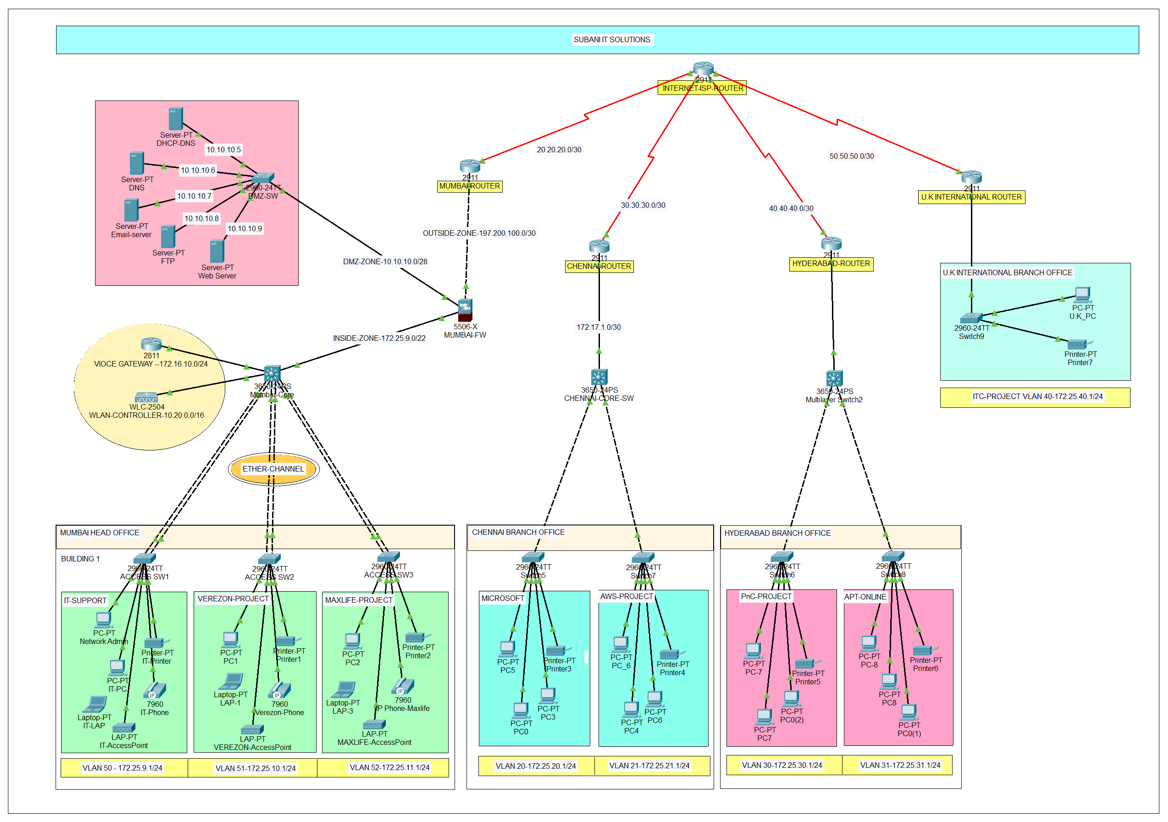 SUBANI IT SOLUTIONS
2911
INTERNET-ISP-ROUTER
Server-PT
DHCP-DNS
10.10.10.5
Server-PT
DNS
10.10.10.6
2960-24TT
DMZ-SW
10.10.10.7
Server-PT
Email-server
10.10.10.8
Server-PT
FTP
10.10.10.9
Server-PT
Web Server
20.20.20.0/30
50.50.50.0/30
2911
MUMBAI-ROUTER
2911
U.K INTERNATIONAL ROUTER
30.30.30.0/30
40.40.40.0/30
OUTSIDE-ZONE-197.200.100.0/30
DMZ-ZONE-10.10.10.0/28
2911
CHENNAI-ROUTER
2911
HYDERABAD-ROUTER
U.K INTERNATIONAL BRANCH OFFICE
PC-PT
U.K_PC
2960-24TT
Switch9
Printer-PT
Printer7
5506-X
MUMBAI-FW
172.17.1.0/30
INSIDE-ZONE-172.25.9.0/22
2811
VIOCE GATEWAY --172.16.10.0/24
WLC-2504
WLAN-CONTROLLER-10.20.0.0/16
3650-24PS
Mumbai-Core
3650-24PS
CHENNAI-CORE-SW
3650-24PS
Multilayer Switch2
ITC-PROJECT VLAN 40-172.25.40.1/24
ETHER-CHANNEL
MUMBAI HEAD OFFICE
CHENNAI BRANCH OFFICE
HYDERABAD BRANCH OFFICE
BUILDING 1
2960-24TT
ACCESS SW1
2960-24TT
ACCESS SW2
2960-24TT
ACCESS SW3
2960-24TT
Switch5
2960-24TT
Switch7
2960-24TT
Switch6
2960-24TT
Switch8
IT-SUPPORT
PC-PT
Network Admin
Printer-PT
IT-Printer
PC-PT
IT-PC
7960
IT-Phone
Laptop-PT
IT-LAP
LAP-PT
IT-AccessPoint
VEREZON-PROJECT
PC-PT
PC1
Printer-PT
Printer1
Laptop-PT
LAP-1
7960
Verezon-Phone
LAP-PT
VEREZON-AccessPoint
MAXLIFE-PROJECT
PC-PT
PC2
Printer-PT
Printer2
Laptop-PT
LAP-3
7960
IP Phone-Maxlife
LAP-PT
MAXLIFE-AccessPoint
MICROSOFT
PC-PT
PC5
Printer-PT
Printer3
PC-PT
PC3
PC-PT
PC0
AWS-PROJECT
PC-PT
PC_6
Printer-PT
Printer4
PC-PT
PC6
PC-PT
PC4
PnC-PROJECT
PC-PT
PC-7
Printer-PT
Printer5
PC-PT
PC0(2)
PC-PT
PC7
APT-ONLINE
PC-PT
PC-8
Printer-PT
Printer6
PC-PT
PC8
PC-PT
PC0(1)
VLAN 50 - 172.25.9.1/24
VLAN 51-172.25.10.1/24
VLAN 52-172.25.11.1/24
VLAN 20-172.25.20.1/24
VLAN 21-172.25.21.1/24
VLAN 30-172.25.30.1/24
VLAN 31-172.25.31.1/24